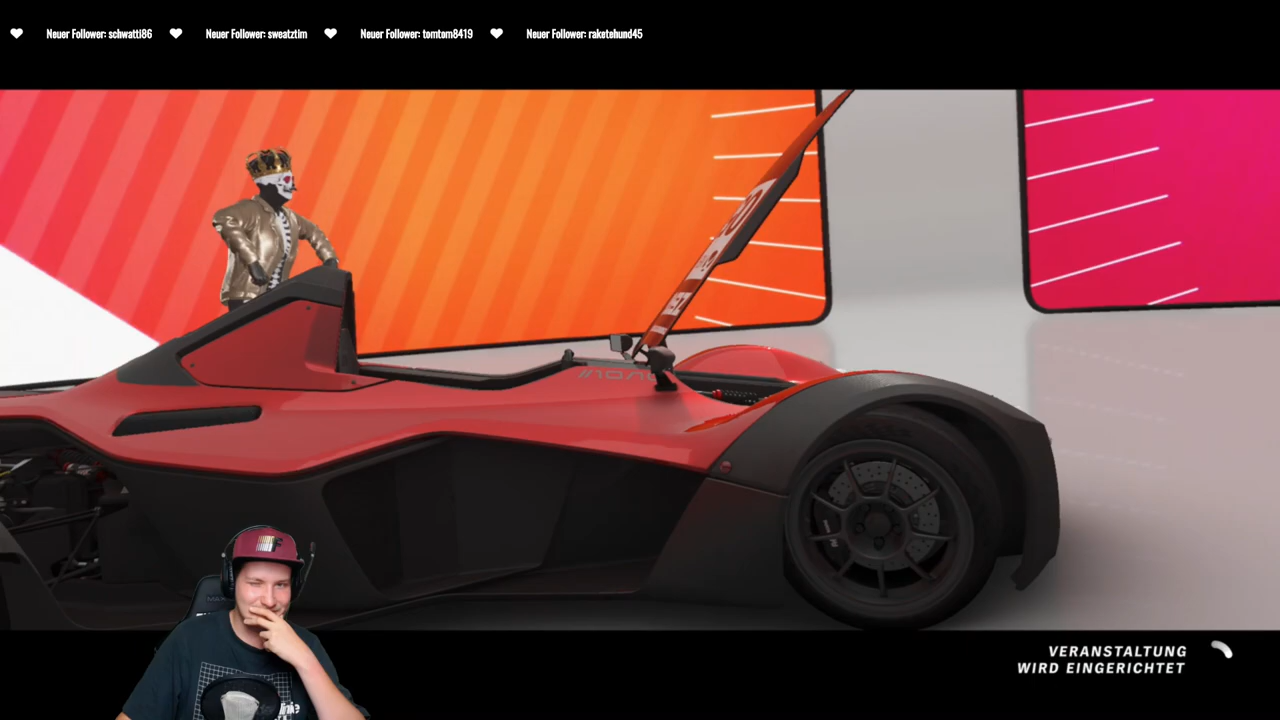 Neuer Follower: schwatti86 Neuer Follower: sweatztim Neuer Follower: tomtom8419 Neuer Follower: raketehund45
VERANSTALTUNG
WIRD EINGERICHTET